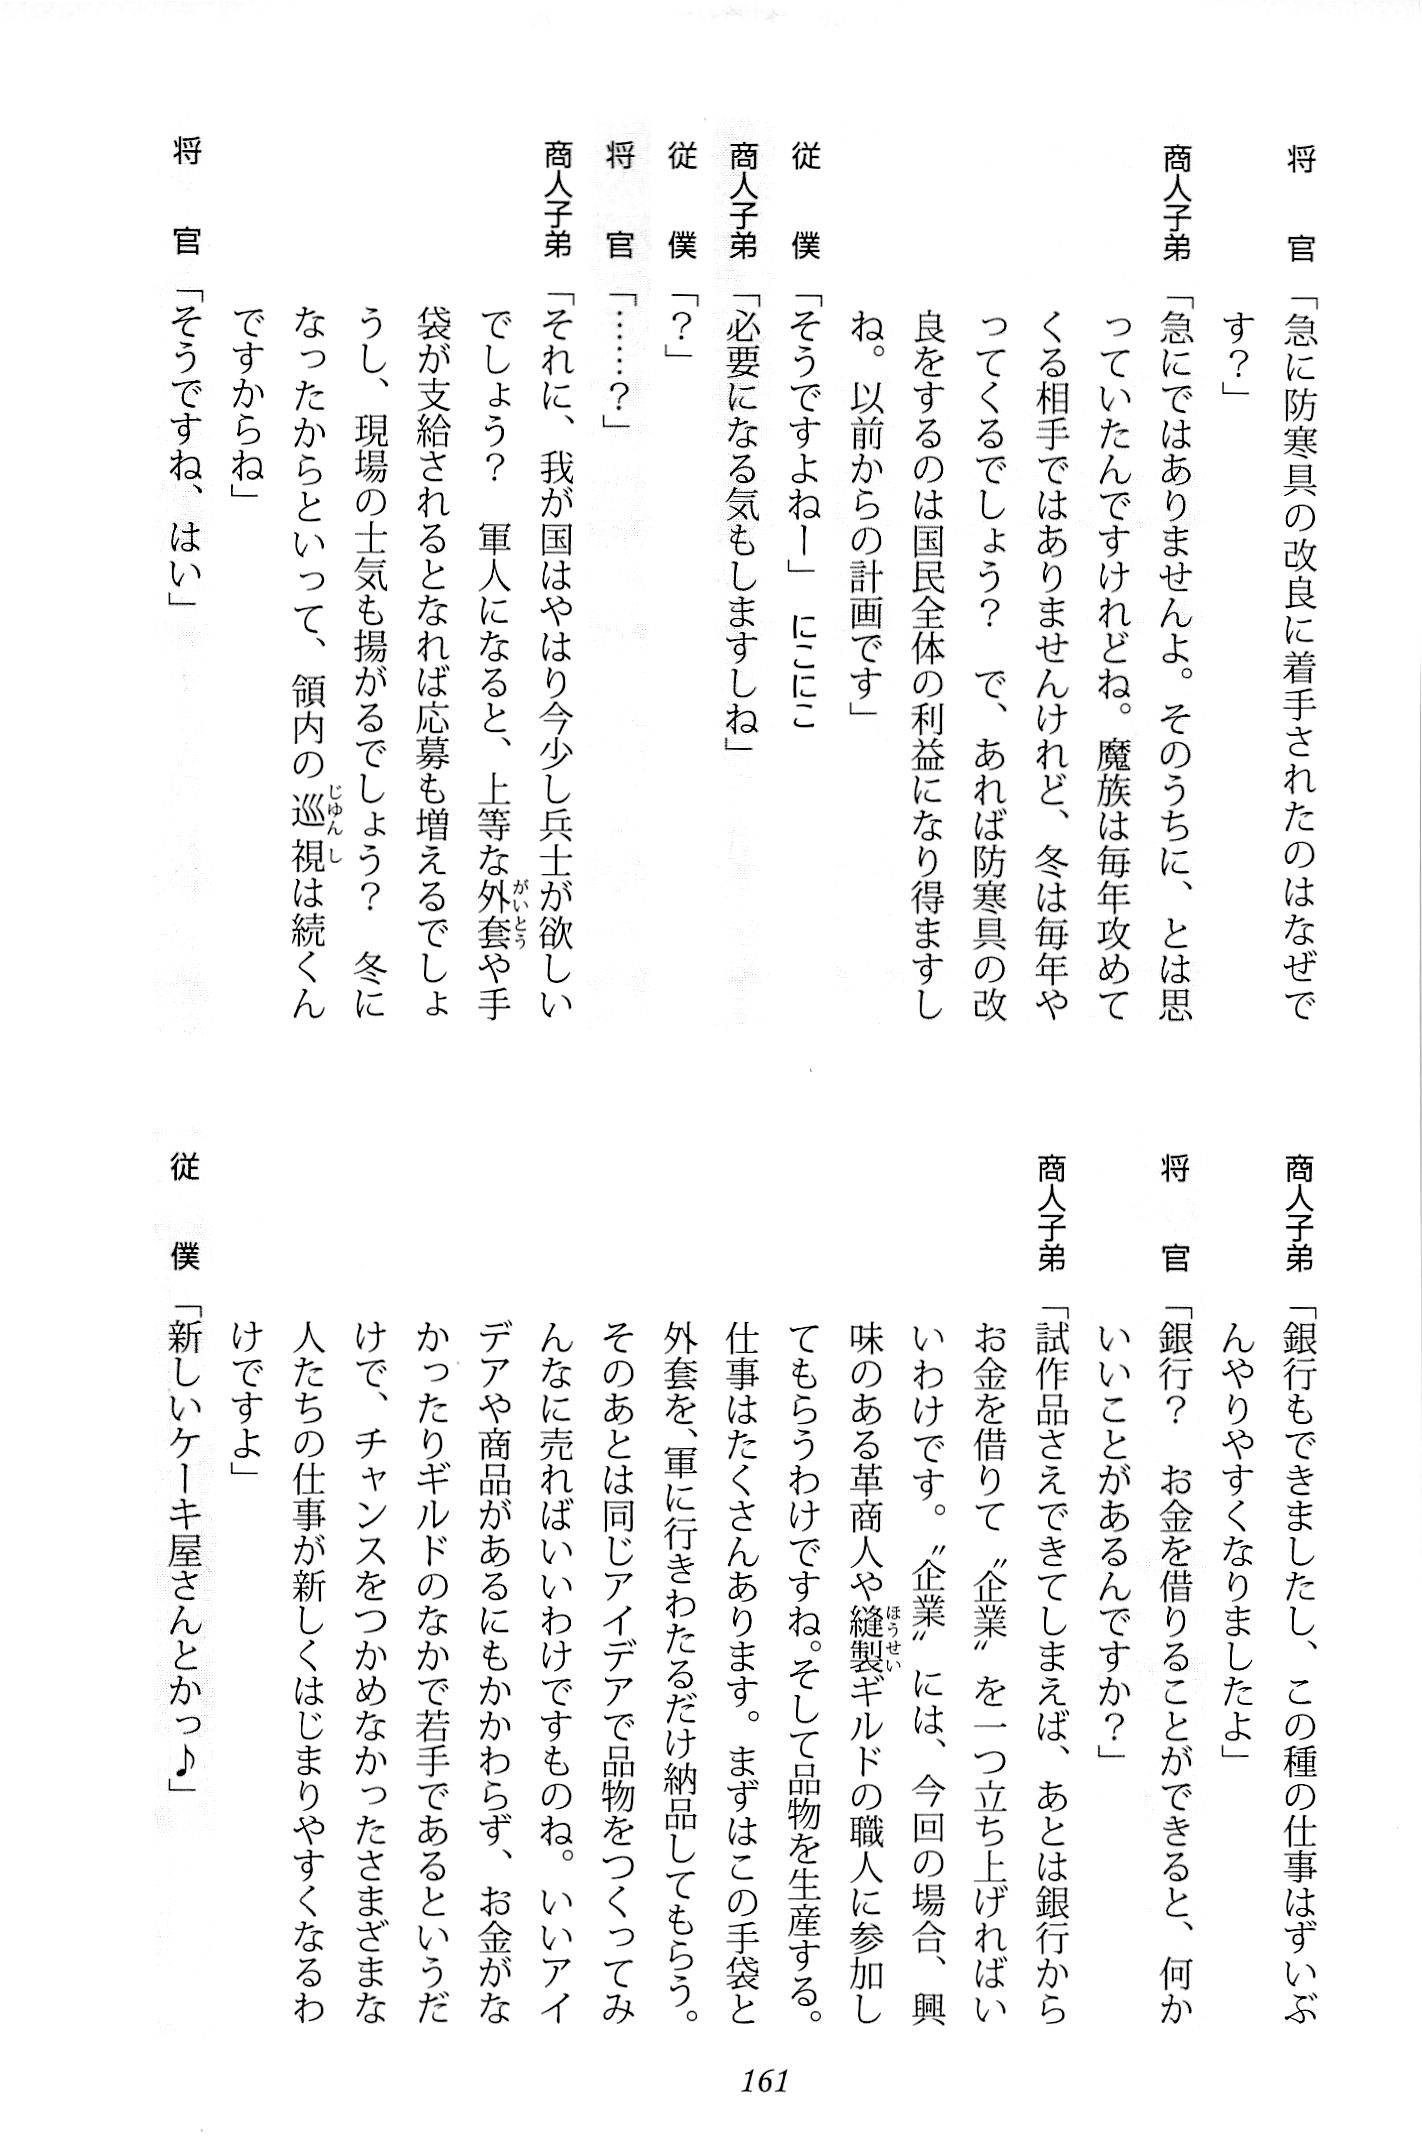 将　官「急に防寒具の改良に着手されたのはなぜで
す？」
商人子弟「急にではありませんよ。そのうちに、とは思
っていたんですけれどね。魔族は毎年攻めて
くる相手ではありませんけれど、冬は毎年や
ってくるでしょう？　で、あれば防寒具の改
良をするのは国民全体の利益になり得ますし
ね。以前からの計画です」
従　僕「そうですよねー」　にこにこ
商人子弟「必要になる気もしますしね」
従　僕「？」
将　官「……？」
商人子弟「それに、我が国はやはり今少し兵士が欲しい
でしょう？　軍人になると、上等な外套や手
袋が支給されるとなれば応募も増えるでしょ
うし、現場の士気も揚がるでしょう？　冬に
なったからといって、領内の巡視は続くん
ですからね」
将　官「そうですね、はい」
商人子弟「銀行もできましたし、この種の仕事はずいぶ
んやりやすくなりましたよ」
将　官「銀行？　お金を借りることができると、何か
いいことがあるんですか？」
商人子弟「試作品さえできてしまえば、あとは銀行から
お金を借りて〝企業〟を一つ立ち上げればい
いわけです。〝企業〟には、今回の場合、興
味のある革商人や縫製ギルドの職人に参加し
てもらうわけですね。そして品物を生産する。
仕事はたくさんあります。まずはこの手袋と
外套を、軍に行きわたるだけ納品してもらう。
そのあとは同じアイデアで品物をつくってみ
んなに売ればいいわけですものね。いいアイ
デアや商品があるにもかかわらず、お金がな
かったりギルドのなかで若手であるというだ
けで、チャンスをつかめなかったさまざまな
人たちの仕事が新しくはじまりやすくなるわ
けですよ」
従　僕「新しいケーキ屋さんとかっ♪」
161